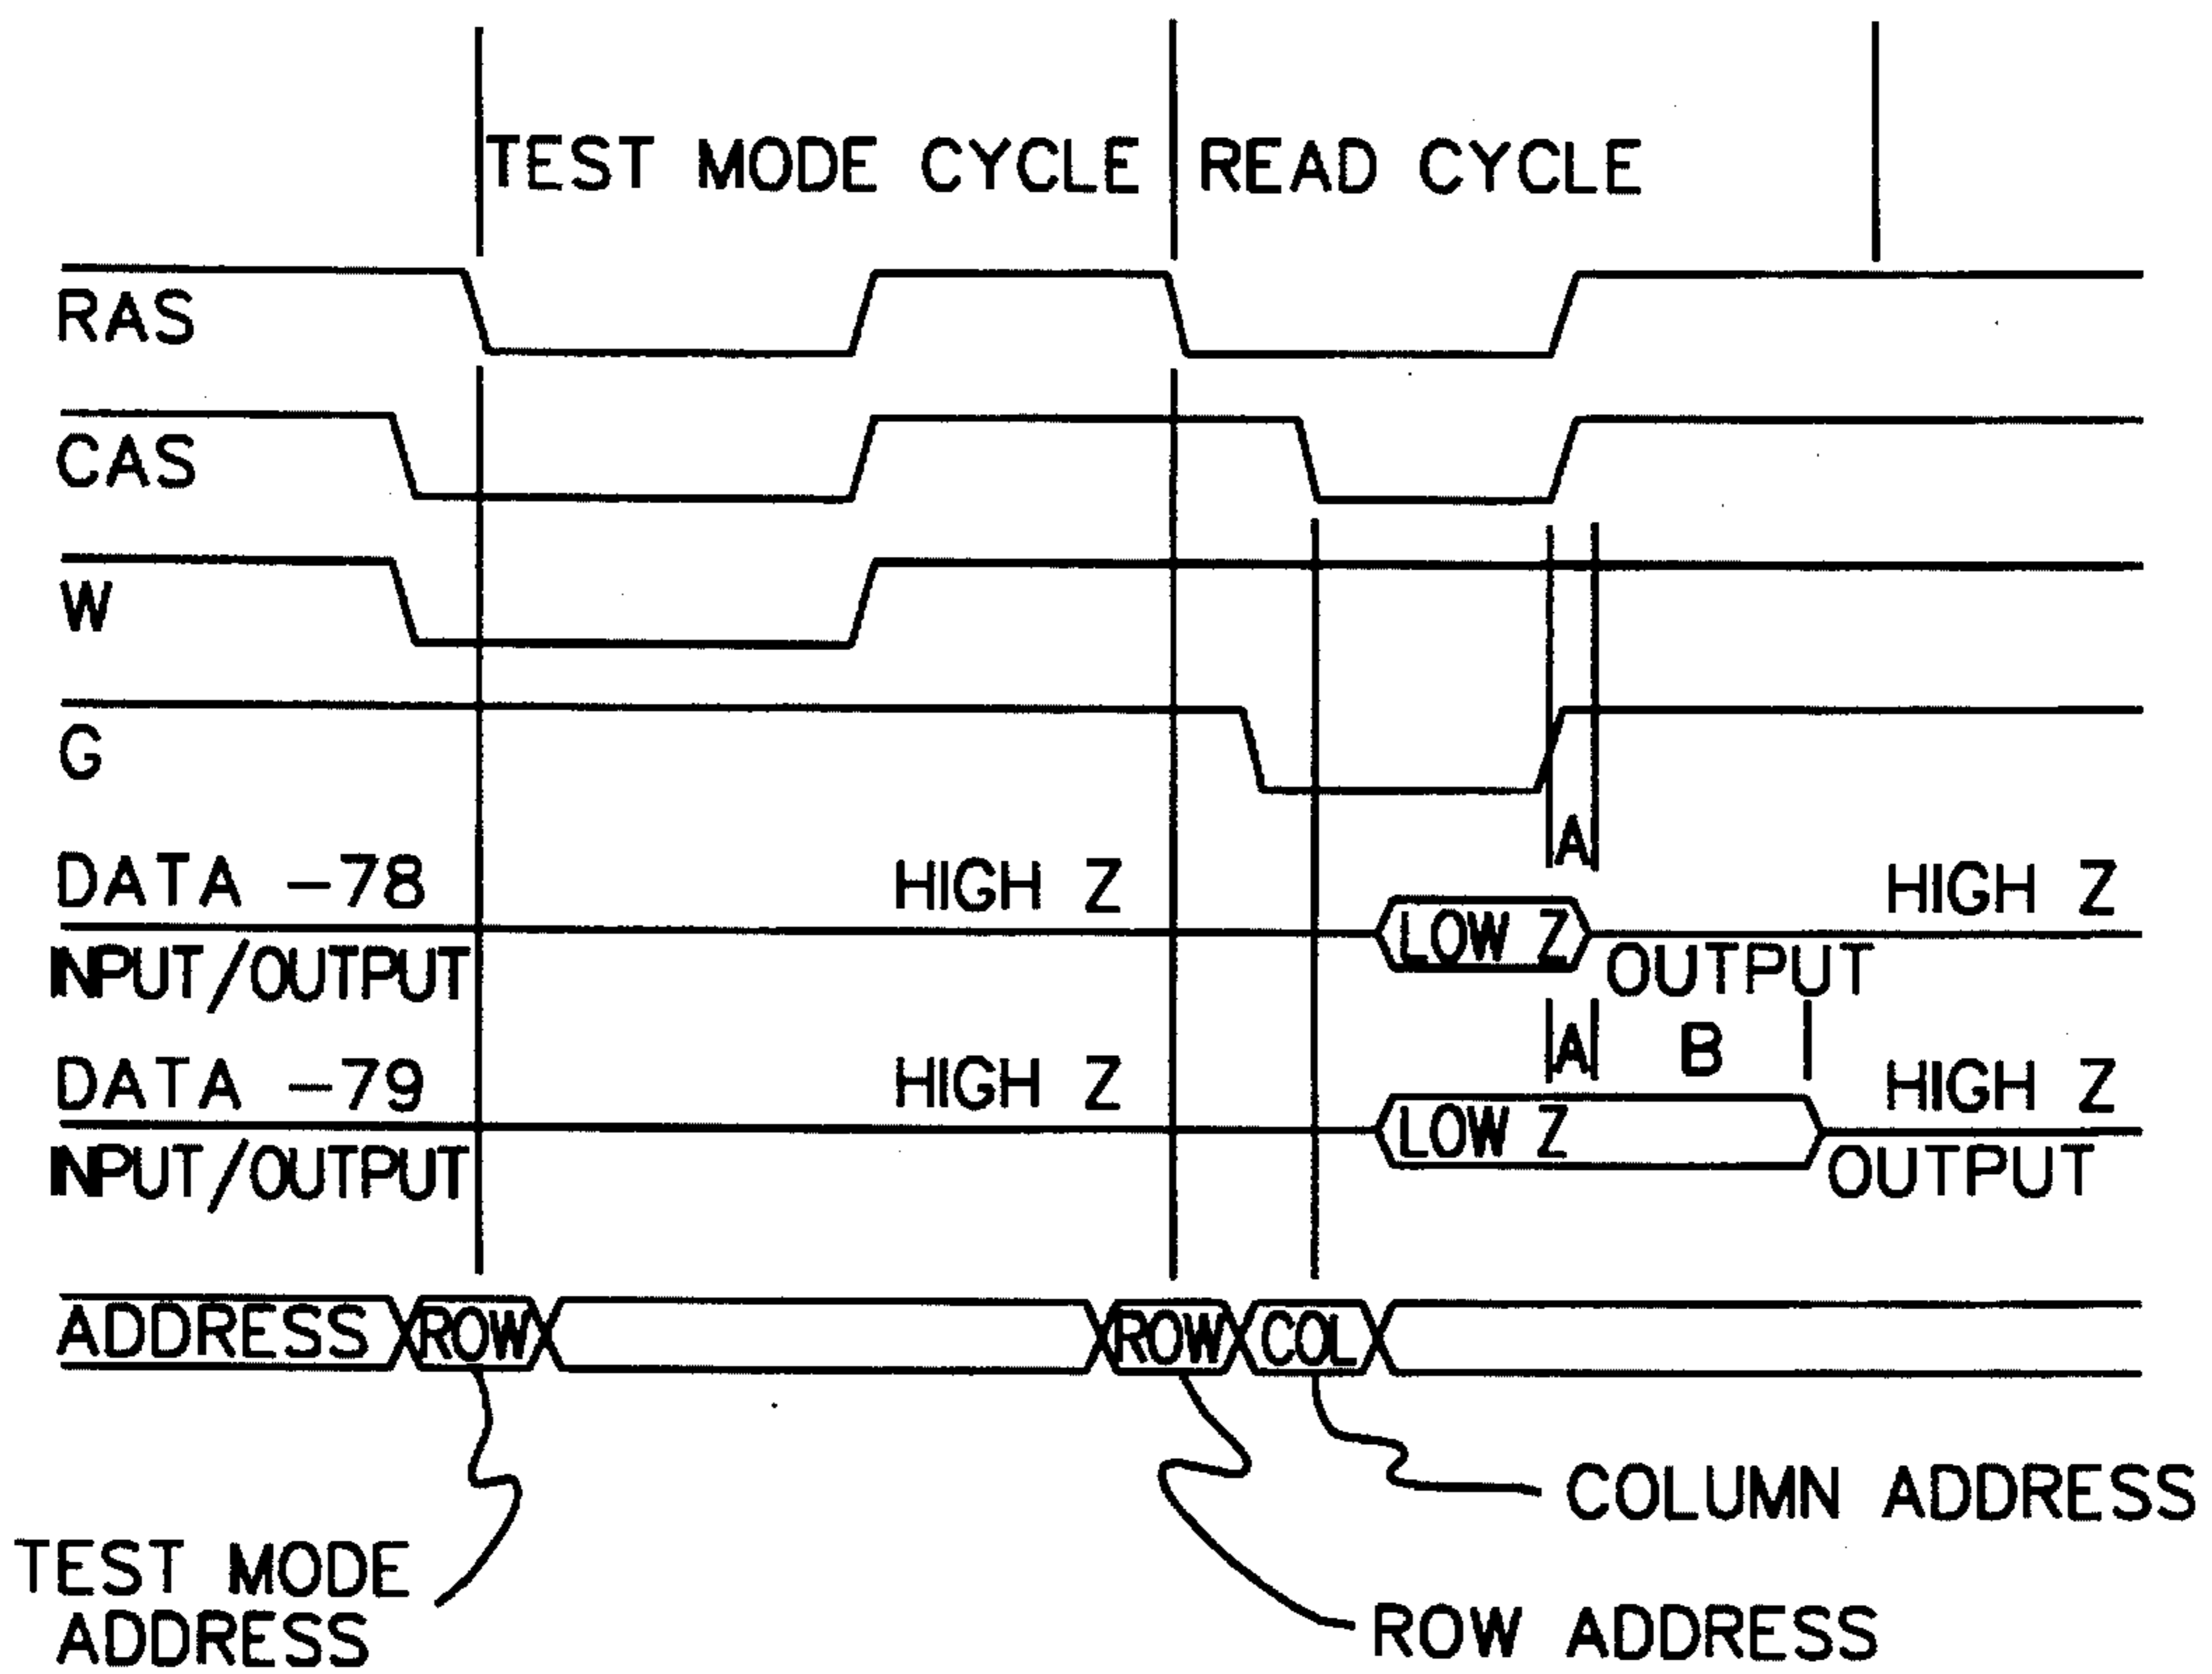 TEST MODE CYCLE READ CYCLE
RAS
CAS
W
G
A
DATA -78 HIGH Z HIGH Z
LOW Z
INPUT/OUTPUT OUTPUT
A B
DATA -79 HIGH Z HIGH Z
LOW Z
INPUT/OUTPUT OUTPUT
ADDRESS ROW ROW COL
COLUMN ADDRESS
TEST MODE
ADDRESS
ROW ADDRESS